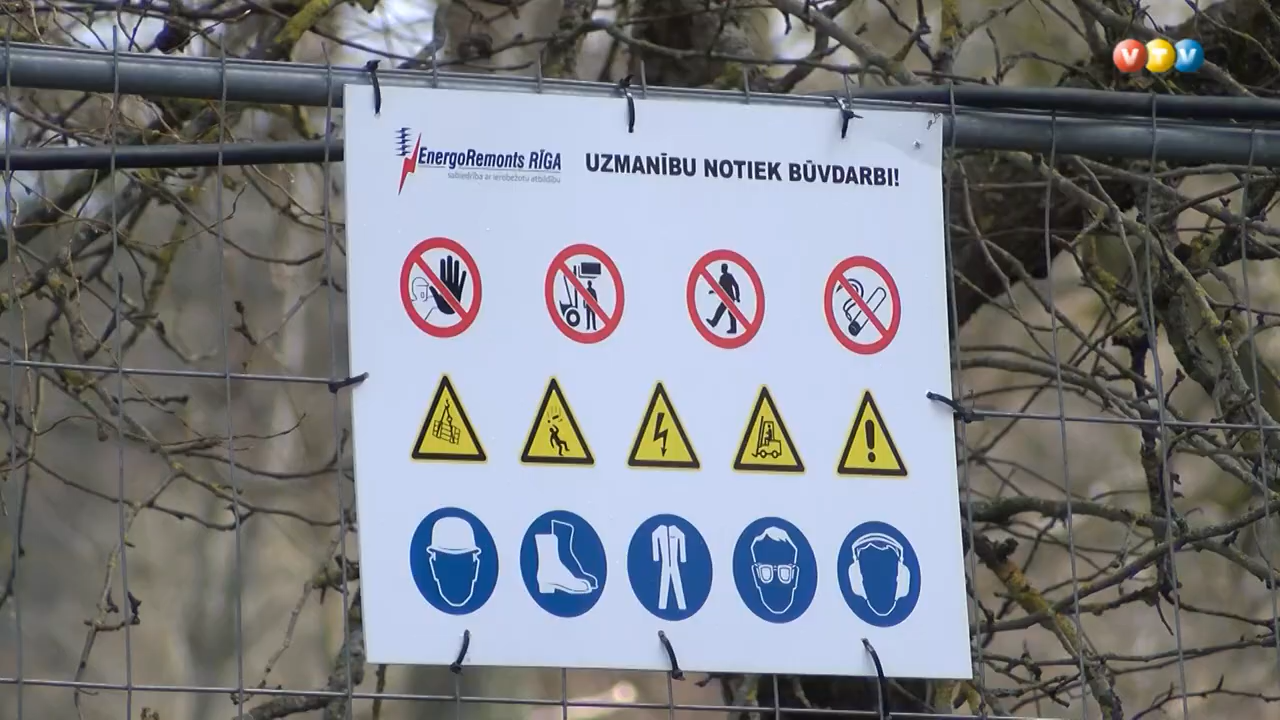 VTV
EnergoRemonts RĪGA
sabiedrība ar ierobežotu atbildību
UZMANĪBU NOTIEK BŪVDARBI!